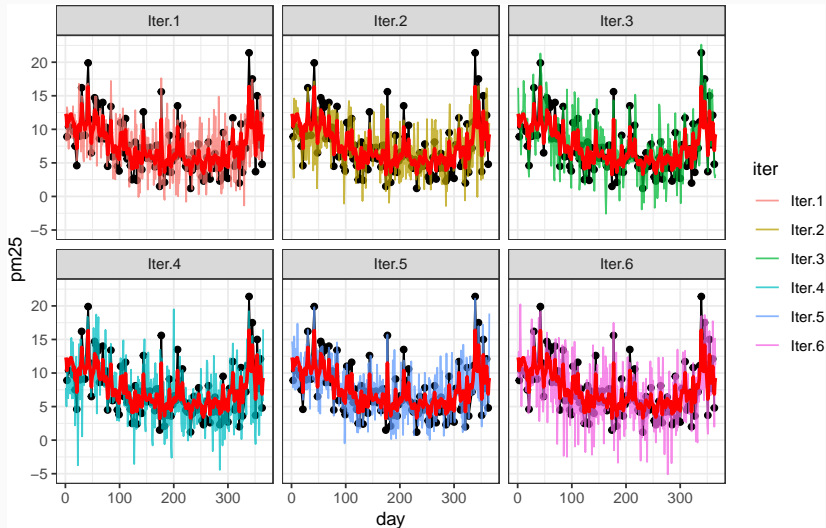 Iter.1 Iter.2 Iter.3
20
15
10
5
0
−5
Iter.4 Iter.5 Iter.6
20
15
10
5
0
−5
0 100 200 300 0 100 200 300 0 100 200 300
day
pm25
iter
Iter.1
Iter.2
Iter.3
Iter.4
Iter.5
Iter.6